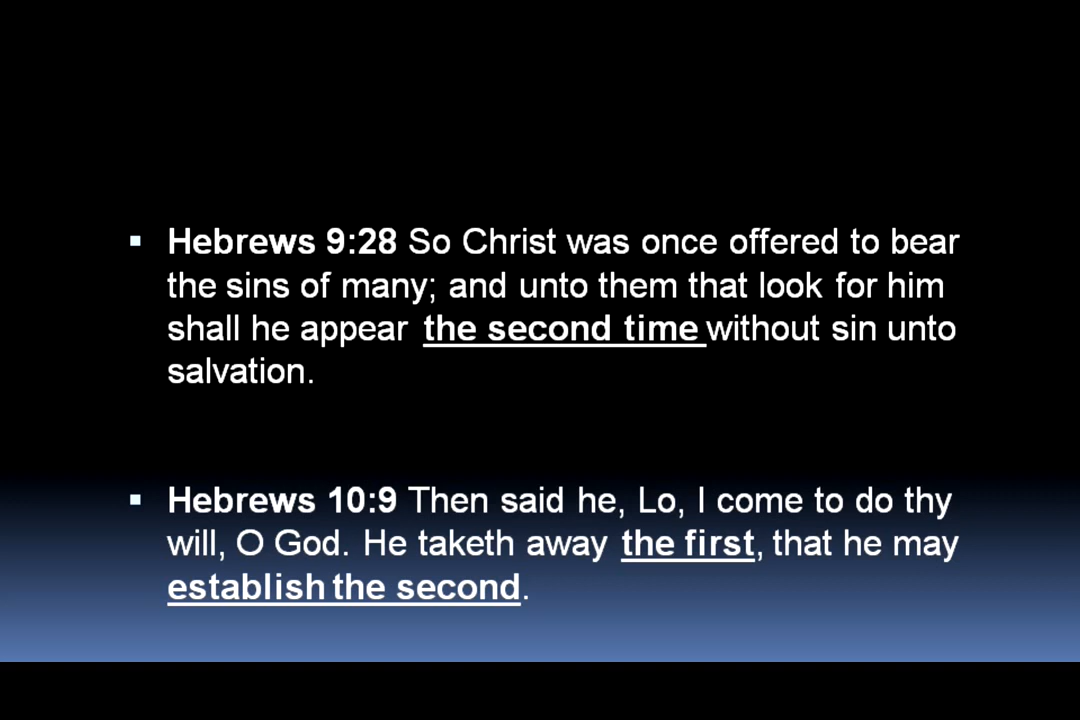 ▪ Hebrews 9:28 So Christ was once offered to bear
the sins of many; and unto them that look for him
shall he appear the second time without sin unto
salvation.
▪ Hebrews 10:9 Then said he, Lo, I come to do thy
will, O God. He taketh away the first, that he may
establish the second.